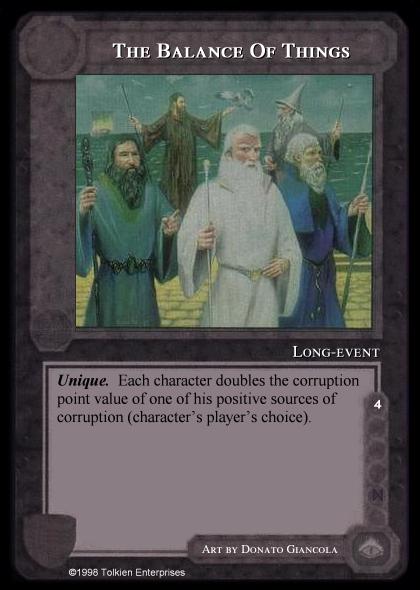 The Balance Of Things
Long-event
Unique. Each character doubles the corruption
point value of one of his positive sources of
corruption (character's player's choice).
4
N
Art by Donato Giancola
©1998 Tolkien Enterprises